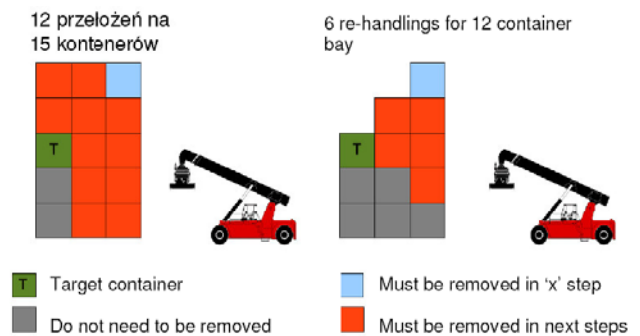 12 przełożeń na
15 kontenerów
6 re-handlings for 12 container
bay
T
T
T Target container
Must be removed in 'x' step
Do not need to be removed
Must be removed in next steps